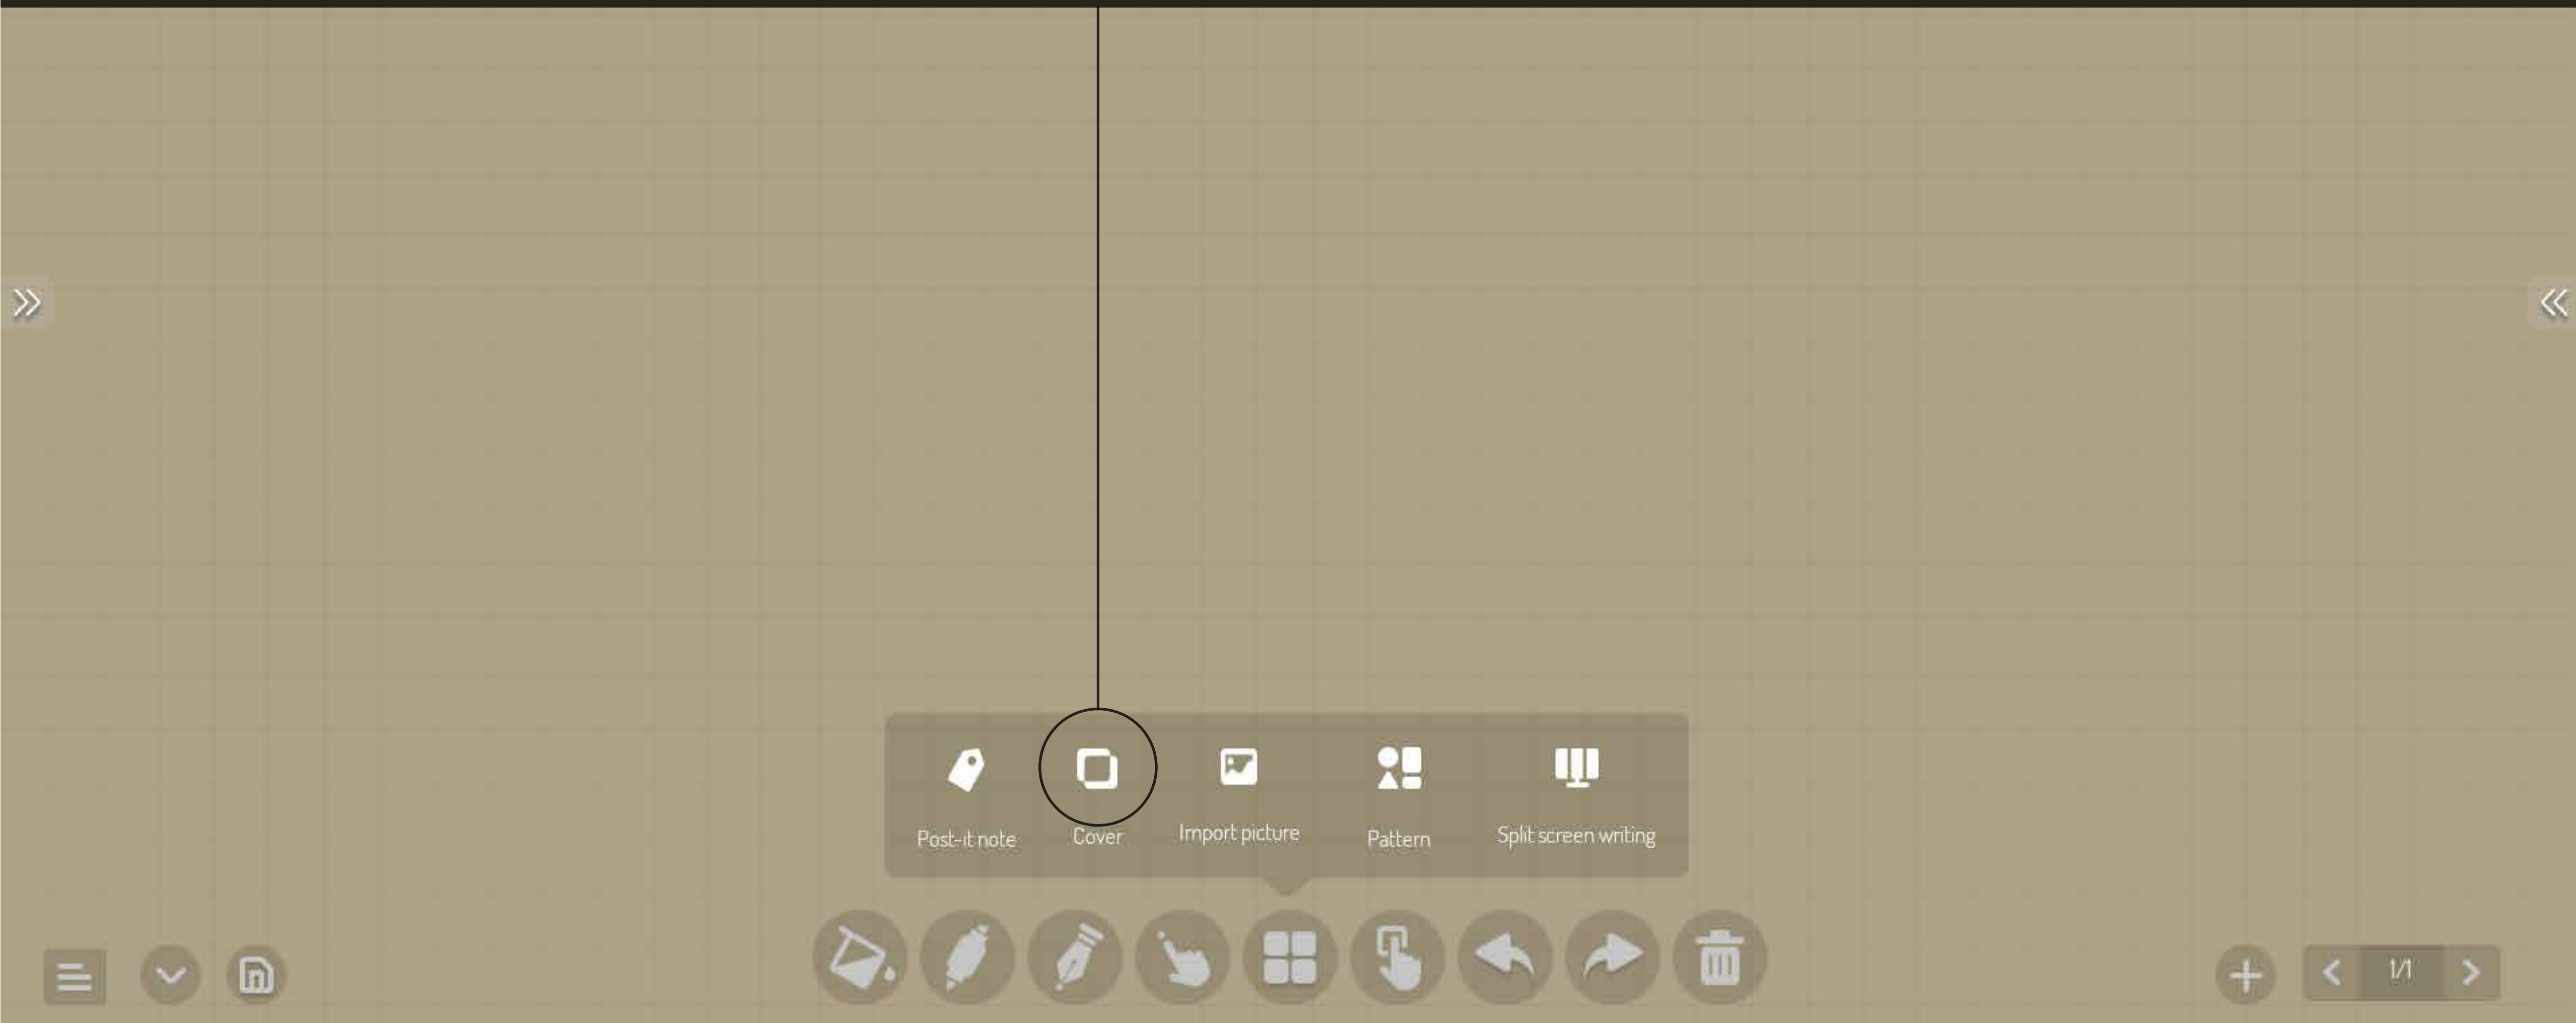 Post-it note
Cover
Import picture
Pattern
Split screen writing
1/1